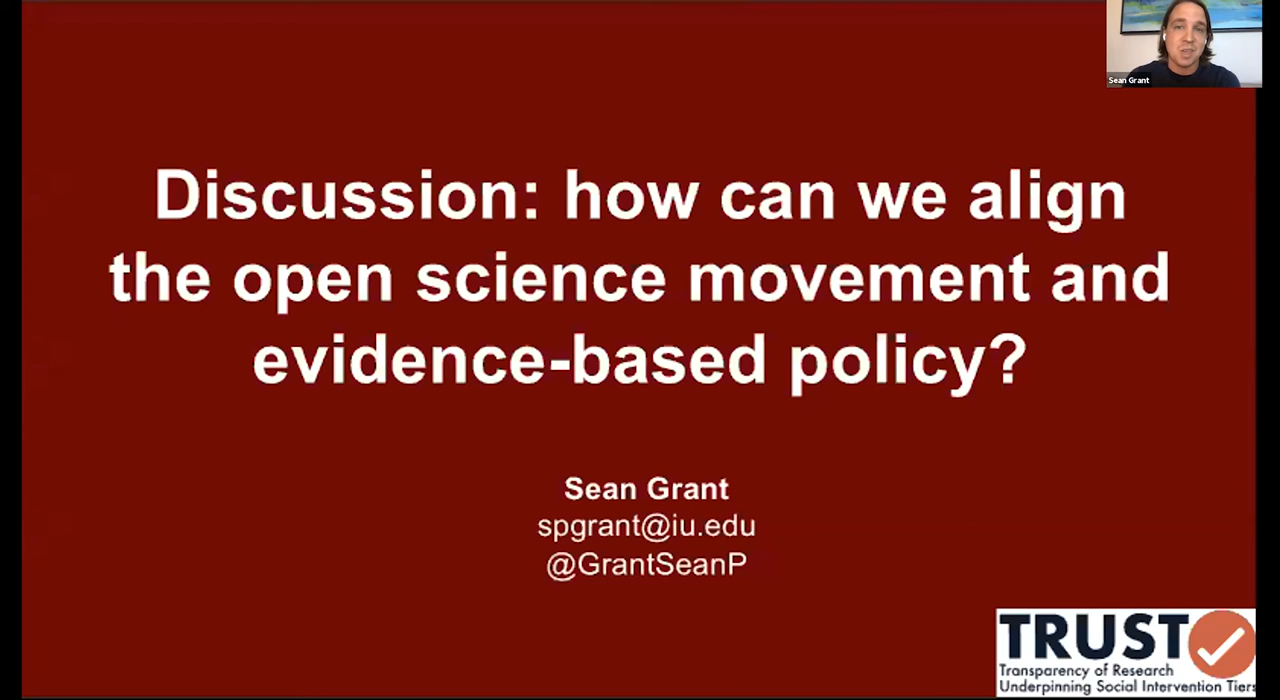 Sean Grant
Discussion: how can we align
the open science movement and
evidence-based policy?
Sean Grant
spgrant@iu.edu
@GrantSeanP
TRUST
Transparency of Research
Underpinning Social Intervention Tiers